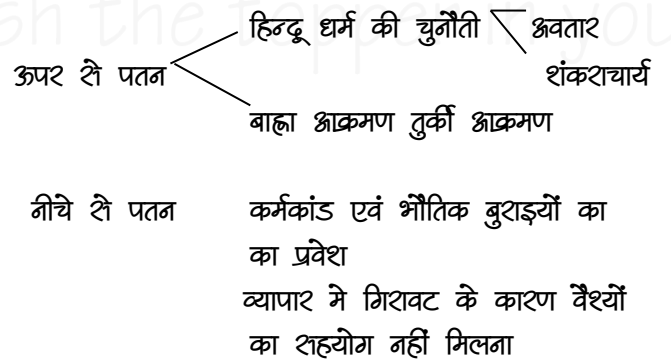 हिन्दू धर्म की चुनौती अवतार
ऊपर से पतन शंकराचार्य
बाह्ना आक्रमण तुर्की आक्रमण
नीचे से पतन कर्मकांड एवं भौतिक बुराइयों का
का प्रवेश
व्यापार मे गिरावट के कारण वैश्यों
का सहयोग नहीं मिलना